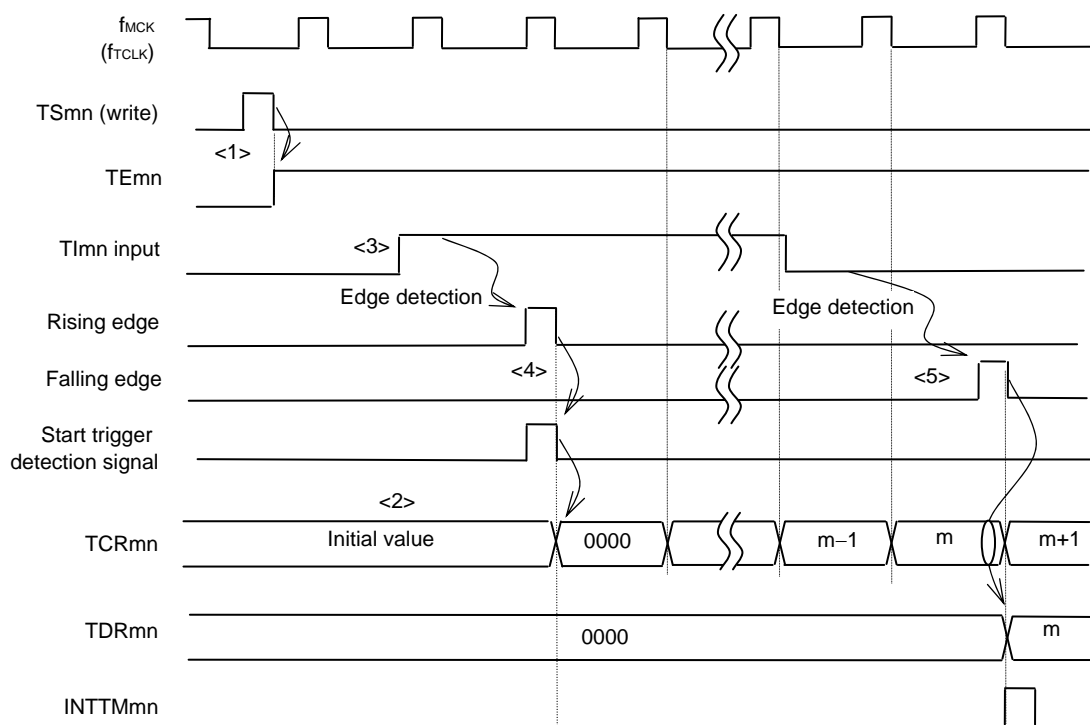 fMCK
(fTCLK)
TSmn (write)
<1>
TEmn
TImn input
<3>
Edge detection
Edge detection
Rising edge
<4>
Falling edge
<5>
Start trigger
detection signal
<2>
TCRmn
Initial value
0000
m−1
m
m+1
TDRmn
0000
m
INTTMmn